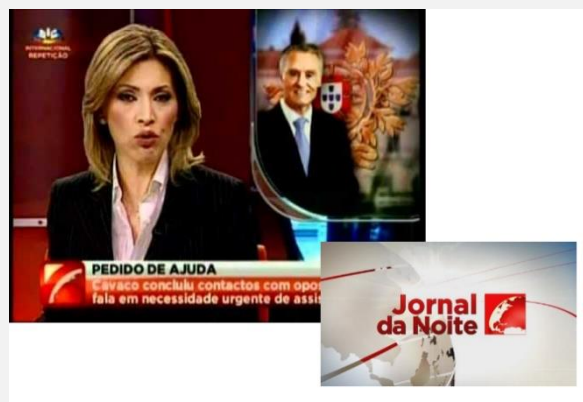 SIC
INTERNACIONAL
REPETIÇÃO
PEDIDO DE AJUDA
Cavaco concluiu contactos com opos
fala em necessidade urgente de assis
Jornal
da Noite